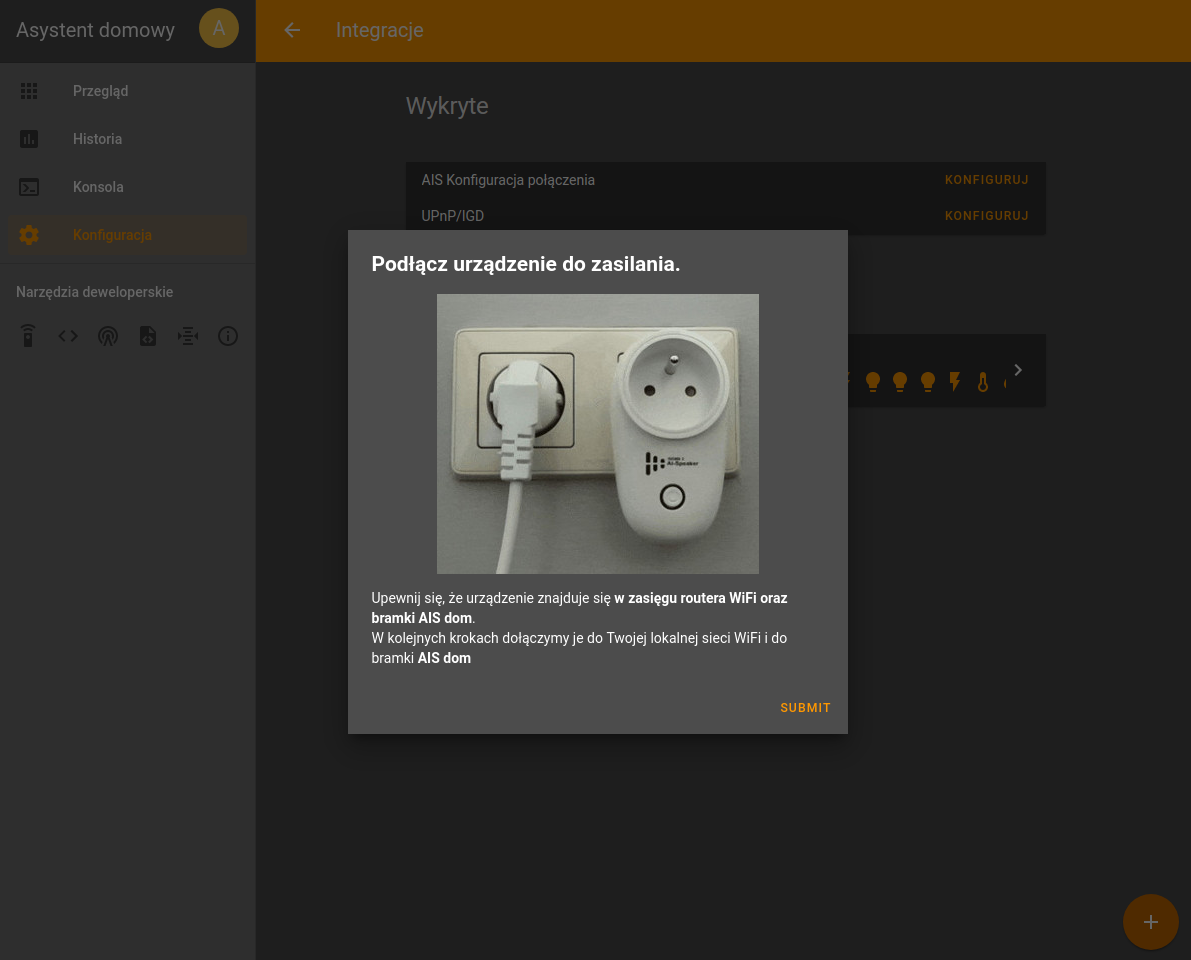 Asystent domowy
A
Integracje
Przegląd
Historia
Konsola
Konfiguracja
Narzędzia deweloperskie
Wykryte
AIS Konfiguracja połączenia
KONFIGURUJ
UPnP/IGD
KONFIGURUJ
Podłącz urządzenie do zasilania.
AI-Speaker
Upewnij się, że urządzenie znajduje się w zasięgu routera WiFi oraz
bramki AIS dom.
W kolejnych krokach dołączymy je do Twojej lokalnej sieci WiFi i do
bramki AIS dom
SUBMIT